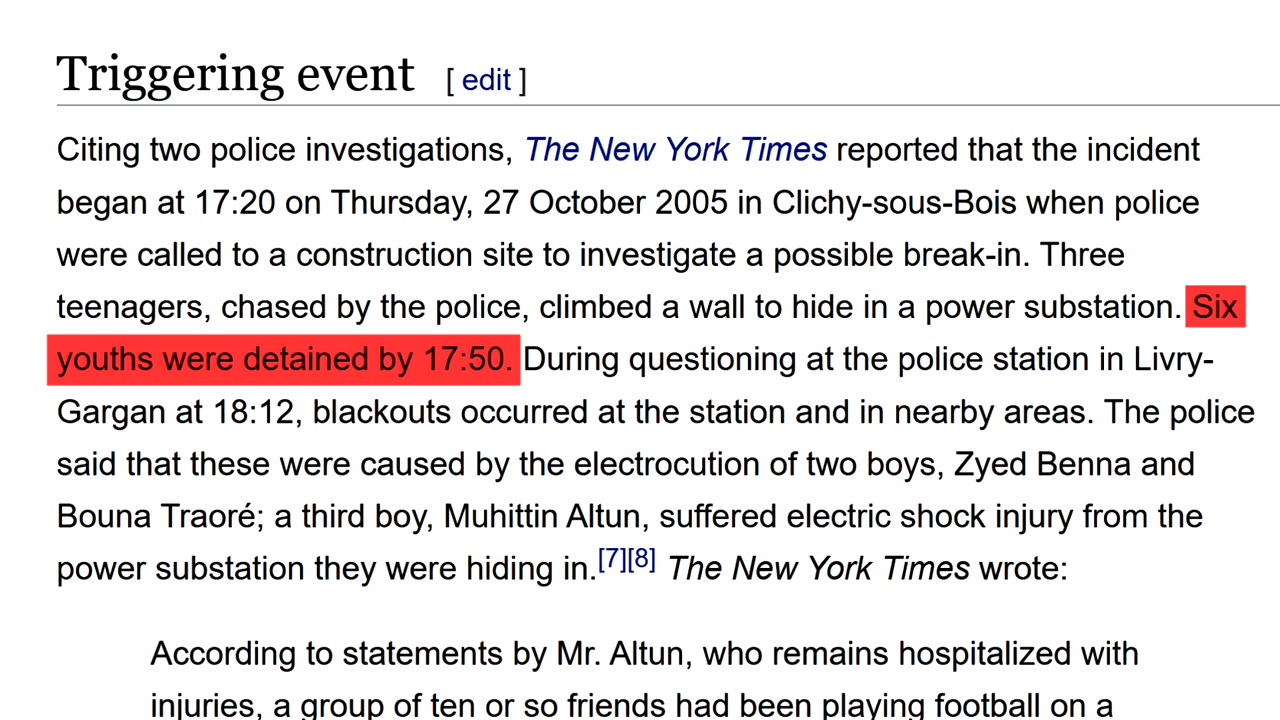 Triggering event [ edit ]
Citing two police investigations, The New York Times reported that the incident
began at 17:20 on Thursday, 27 October 2005 in Clichy-sous-Bois when police
were called to a construction site to investigate a possible break-in. Three
teenagers, chased by the police, climbed a wall to hide in a power substation. Six
youths were detained by 17:50. During questioning at the police station in Livry-
Gargan at 18:12, blackouts occurred at the station and in nearby areas. The police
said that these were caused by the electrocution of two boys, Zyed Benna and
Bouna Traoré; a third boy, Muhittin Altun, suffered electric shock injury from the
power substation they were hiding in.[7][8] The New York Times wrote:
According to statements by Mr. Altun, who remains hospitalized with
injuries, a group of ten or so friends had been playing football on a